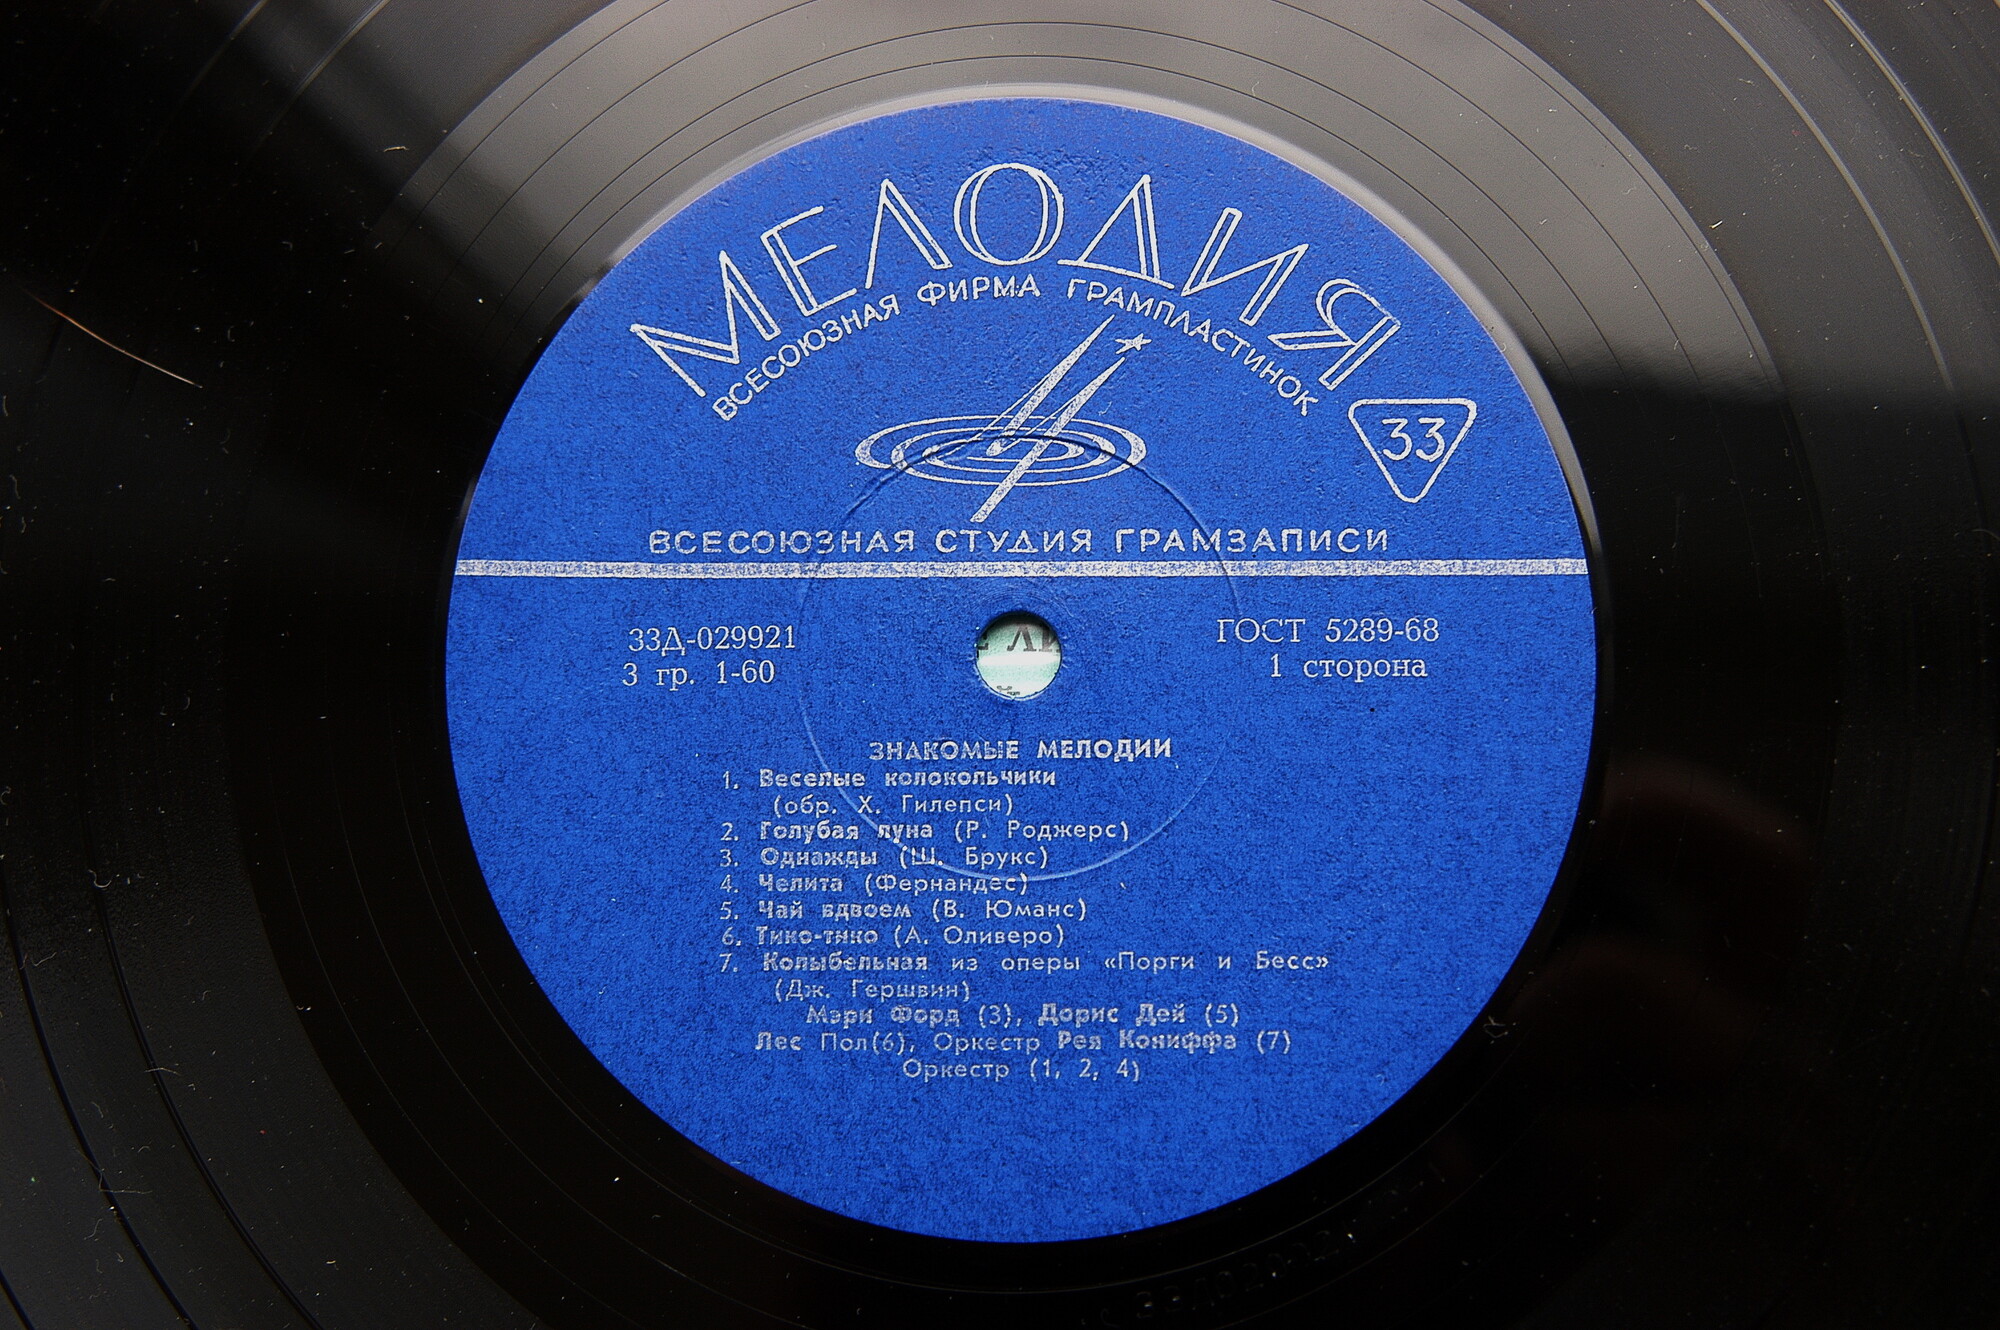 МЕЛОДИЯ
ВСЕСОЮЗНАЯ ФИРМА ГРАМПЛАСТИНОК
33
ВСЕСОЮЗНАЯ СТУДИЯ ГРАМЗАПИСИ
33Д-029921
3 гр. 1-60
ГОСТ 5289-68
1 сторона
ЗНАКОМЫЕ МЕЛОДИИ
1. Веселые колокольчики
(обр. Х. Гилепси)
2. Голубая луна (Р. Роджерс)
3. Однажды (Ш. Брукс)
4. Челита (Фернандес)
5. Чай вдвоем (В. Юманс)
6. Тико-тико (А. Оливеро)
7. Колыбельная из оперы «Порги и Бесс»
(Дж. Гершвин)
Мэри Форд (3), Дорис Дей (5)
Лес Пол(6), Оркестр Рея Кониффа (7)
Оркестр (1, 2, 4)